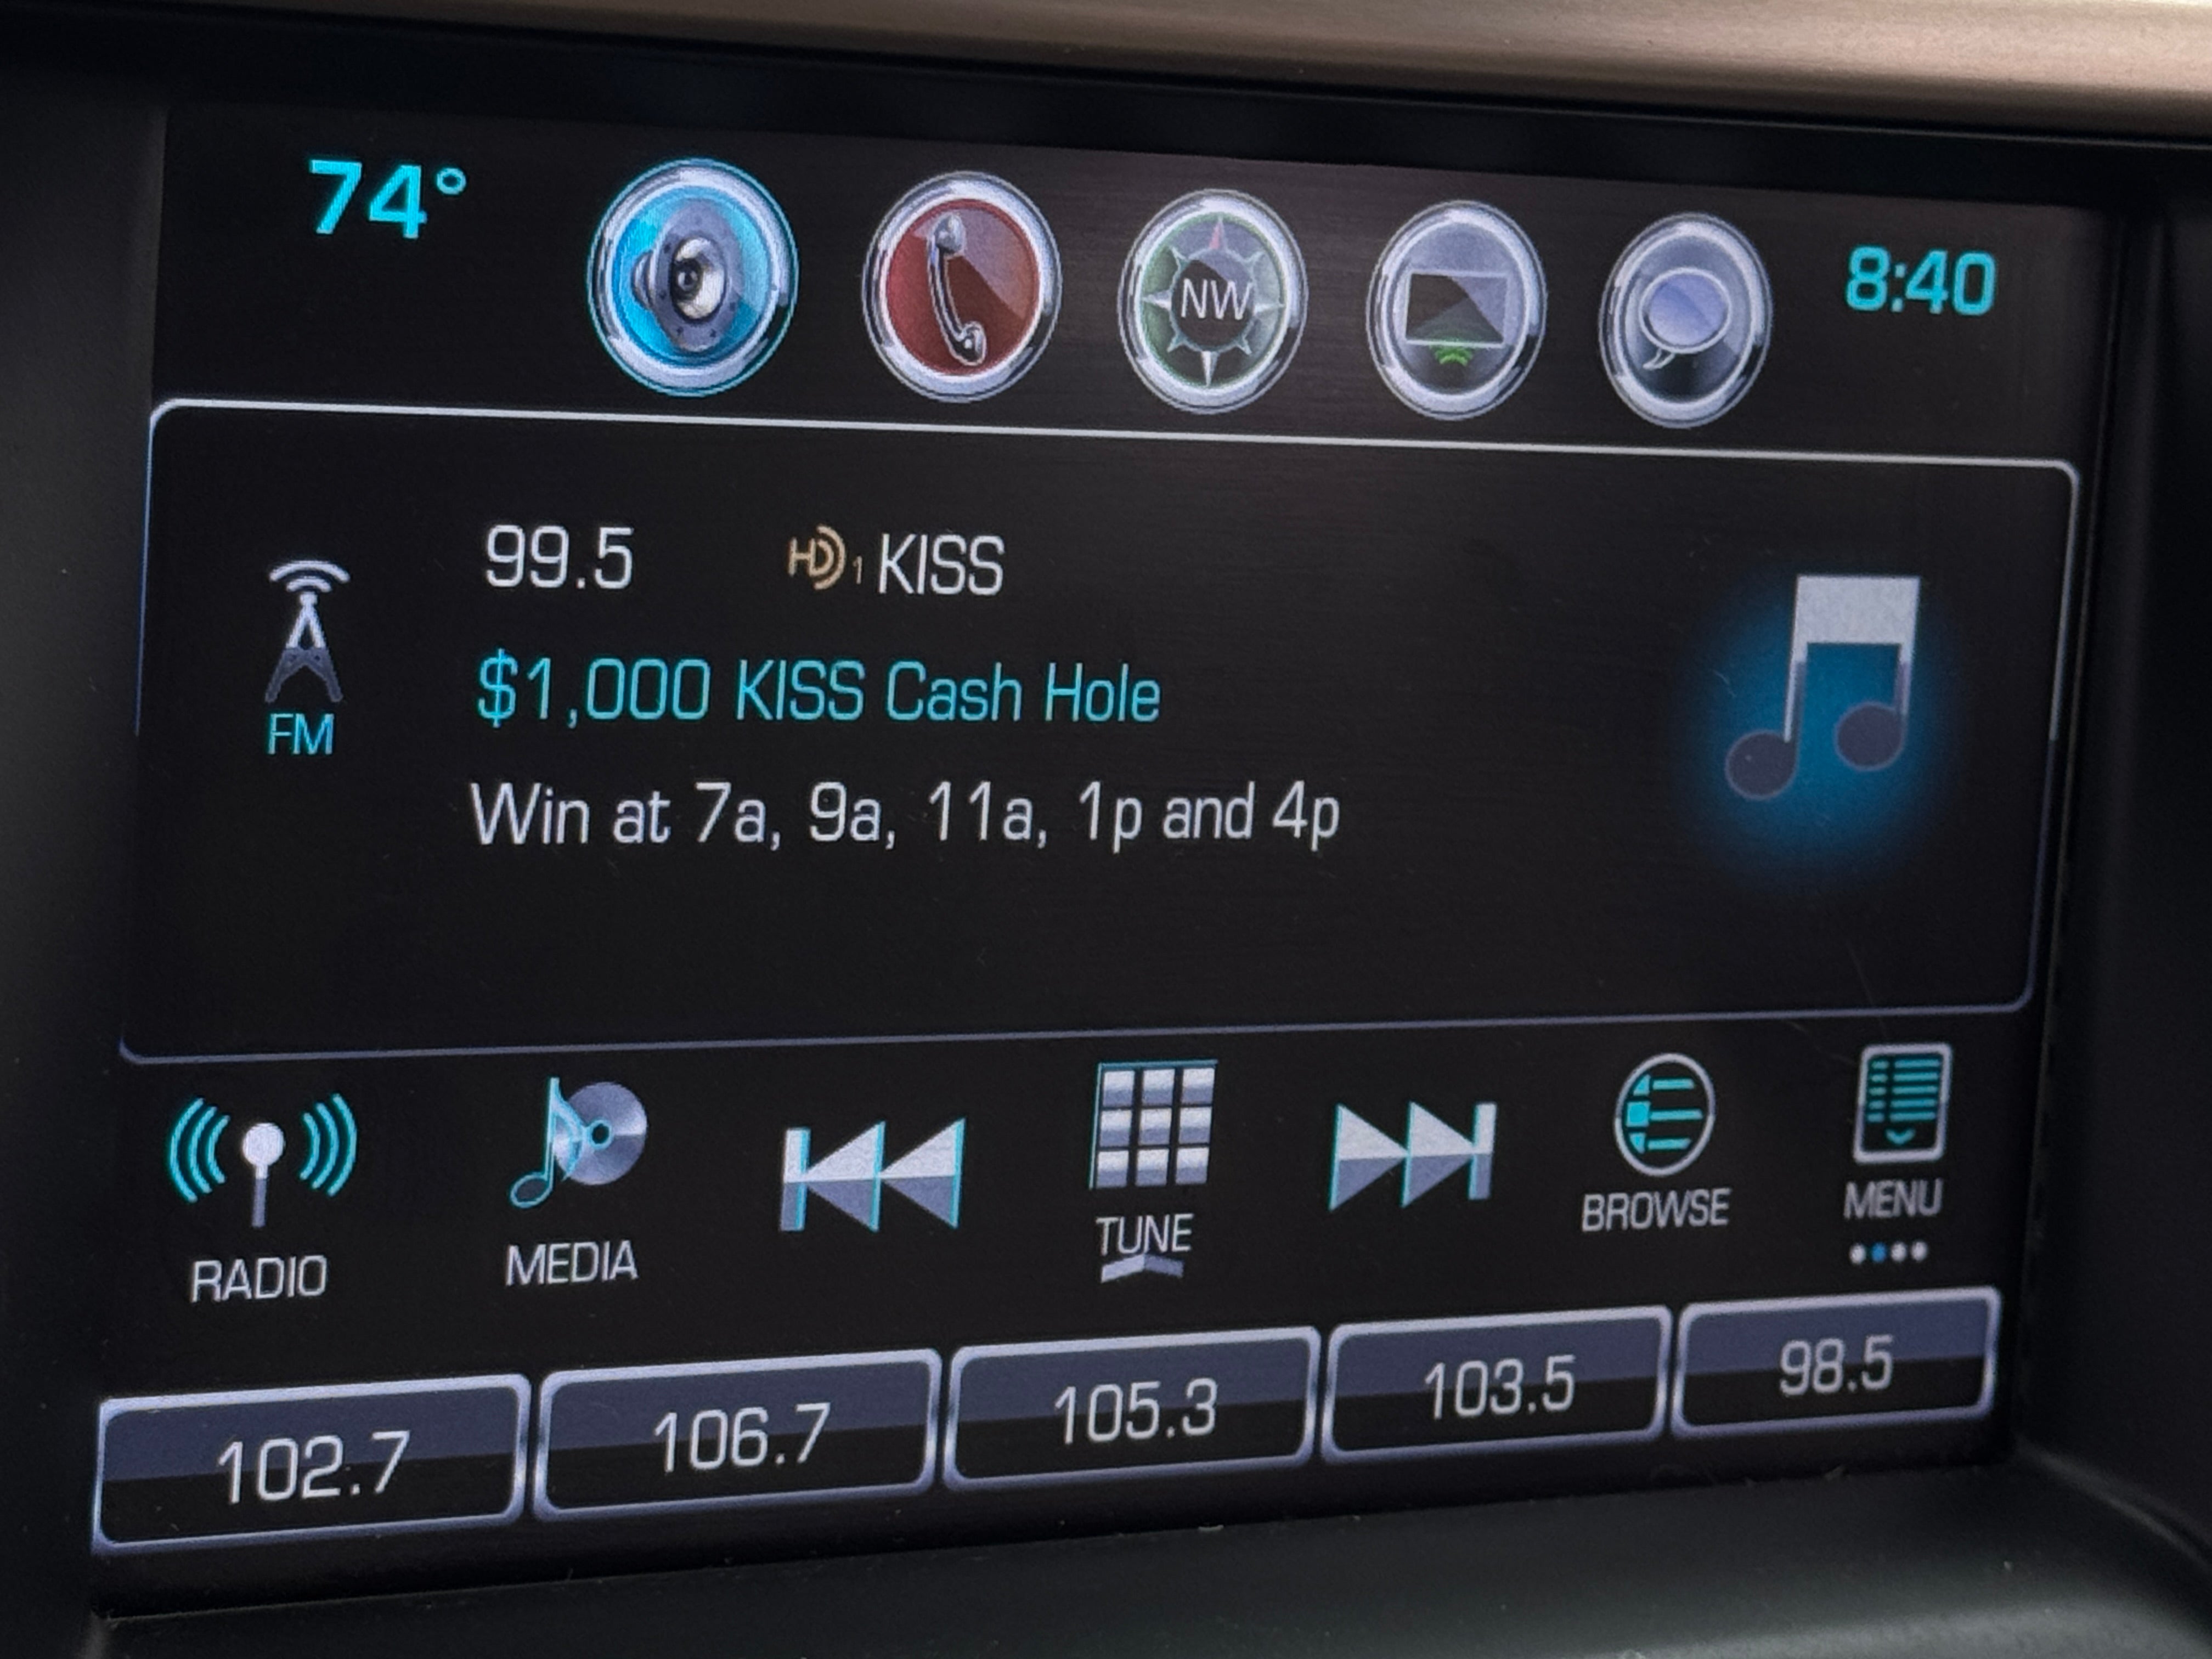 74°
NW
8:40
99.5 HD 1 KISS
$1,000 KISS Cash Hole
FM
Win at 7a, 9a, 11a, 1p and 4p
RADIO
MEDIA
TUNE
BROWSE
MENU
102.7
106.7
105.3
103.5
98.5